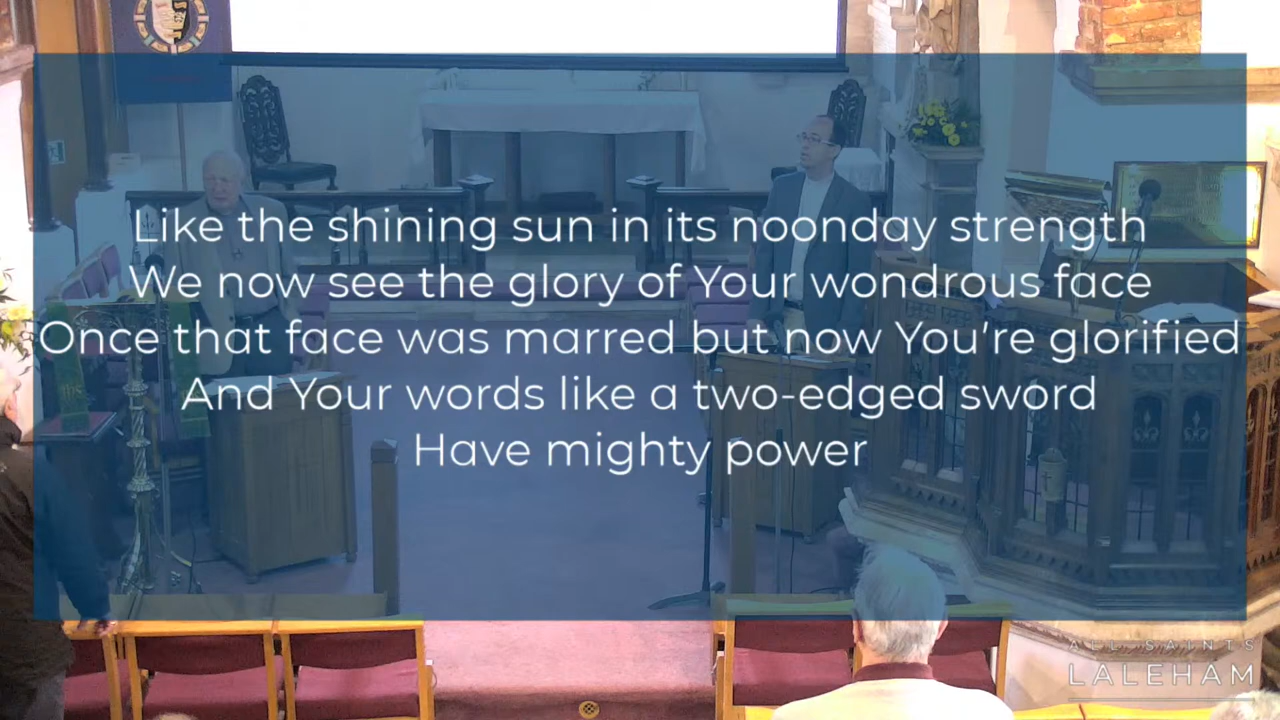 Like the shining sun in its noonday strength
We now see the glory of Your wondrous face
Once that face was marred but now You're glorified
And Your words like a two-edged sword
Have mighty power
ALL SAINTS
LALEHAM